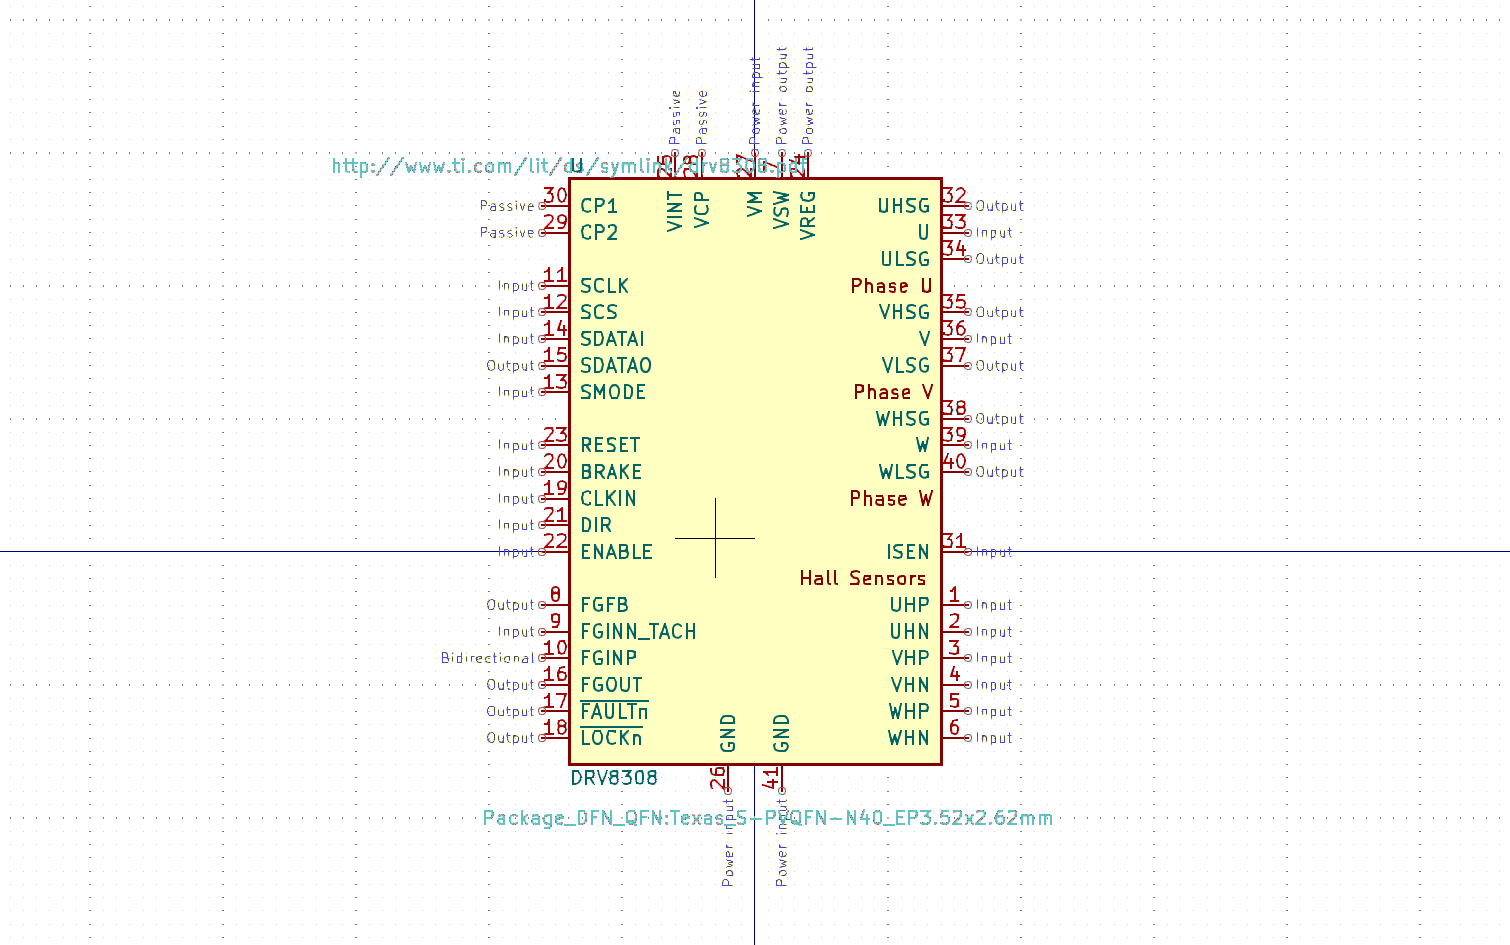 Passive
Passive
Power input
Power output
Power output
http://www.ti.com/lit/ds/symlink/drv8308.pdf
U
25
28
27
7
24
VINT
VCP
VM
VSW
VREG
Passive 30 CP1
Passive 29 CP2
Input 11 SCLK
Input 12 SCS
Input 14 SDATAI
Output 15 SDATAO
Input 13 SMODE
Input 23 RESET
Input 20 BRAKE
Input 19 CLKIN
Input 21 DIR
Input 22 ENABLE
Output 8 FGFB
Input 9 FGINN_TACH
Bidirectional 10 FGINP
Output 16 FGOUT
Output 17 FAULTn
Output 18 LOCKn
UHSG 32 Output
U 33 Input
ULSG 34 Output
Phase U
VHSG 35 Output
V 36 Input
VLSG 37 Output
Phase V
WHSG 38 Output
W 39 Input
WLSG 40 Output
Phase W
ISEN 31 Input
Hall Sensors
UHP 1 Input
UHN 2 Input
VHP 3 Input
VHN 4 Input
WHP 5 Input
WHN 6 Input
GND
GND
26
41
DRV8308
Package_DFN_QFN:Texas_S-PVQFN-N40_EP3.52x2.62mm
Power input
Power input